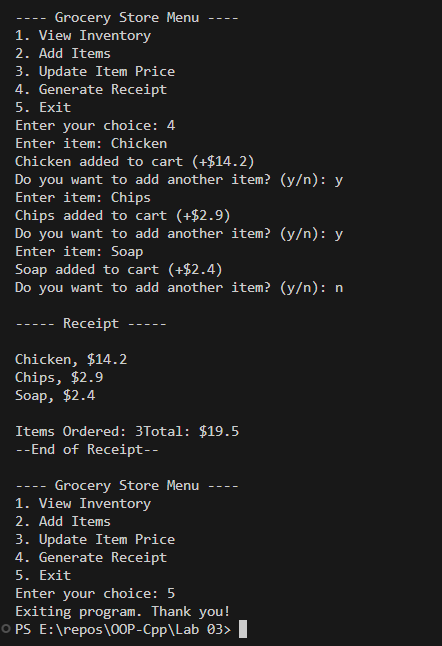 ---- Grocery Store Menu ----
1. View Inventory
2. Add Items
3. Update Item Price
4. Generate Receipt
5. Exit
Enter your choice: 4
Enter item: Chicken
Chicken added to cart (+$14.2)
Do you want to add another item? (y/n): y
Enter item: Chips
Chips added to cart (+$2.9)
Do you want to add another item? (y/n): y
Enter item: Soap
Soap added to cart (+$2.4)
Do you want to add another item? (y/n): n

----- Receipt -----

Chicken, $14.2
Chips, $2.9
Soap, $2.4

Items Ordered: 3Total: $19.5
--End of Receipt--

---- Grocery Store Menu ----
1. View Inventory
2. Add Items
3. Update Item Price
4. Generate Receipt
5. Exit
Enter your choice: 5
Exiting program. Thank you!
PS E:\repos\OOP-Cpp\Lab 03>